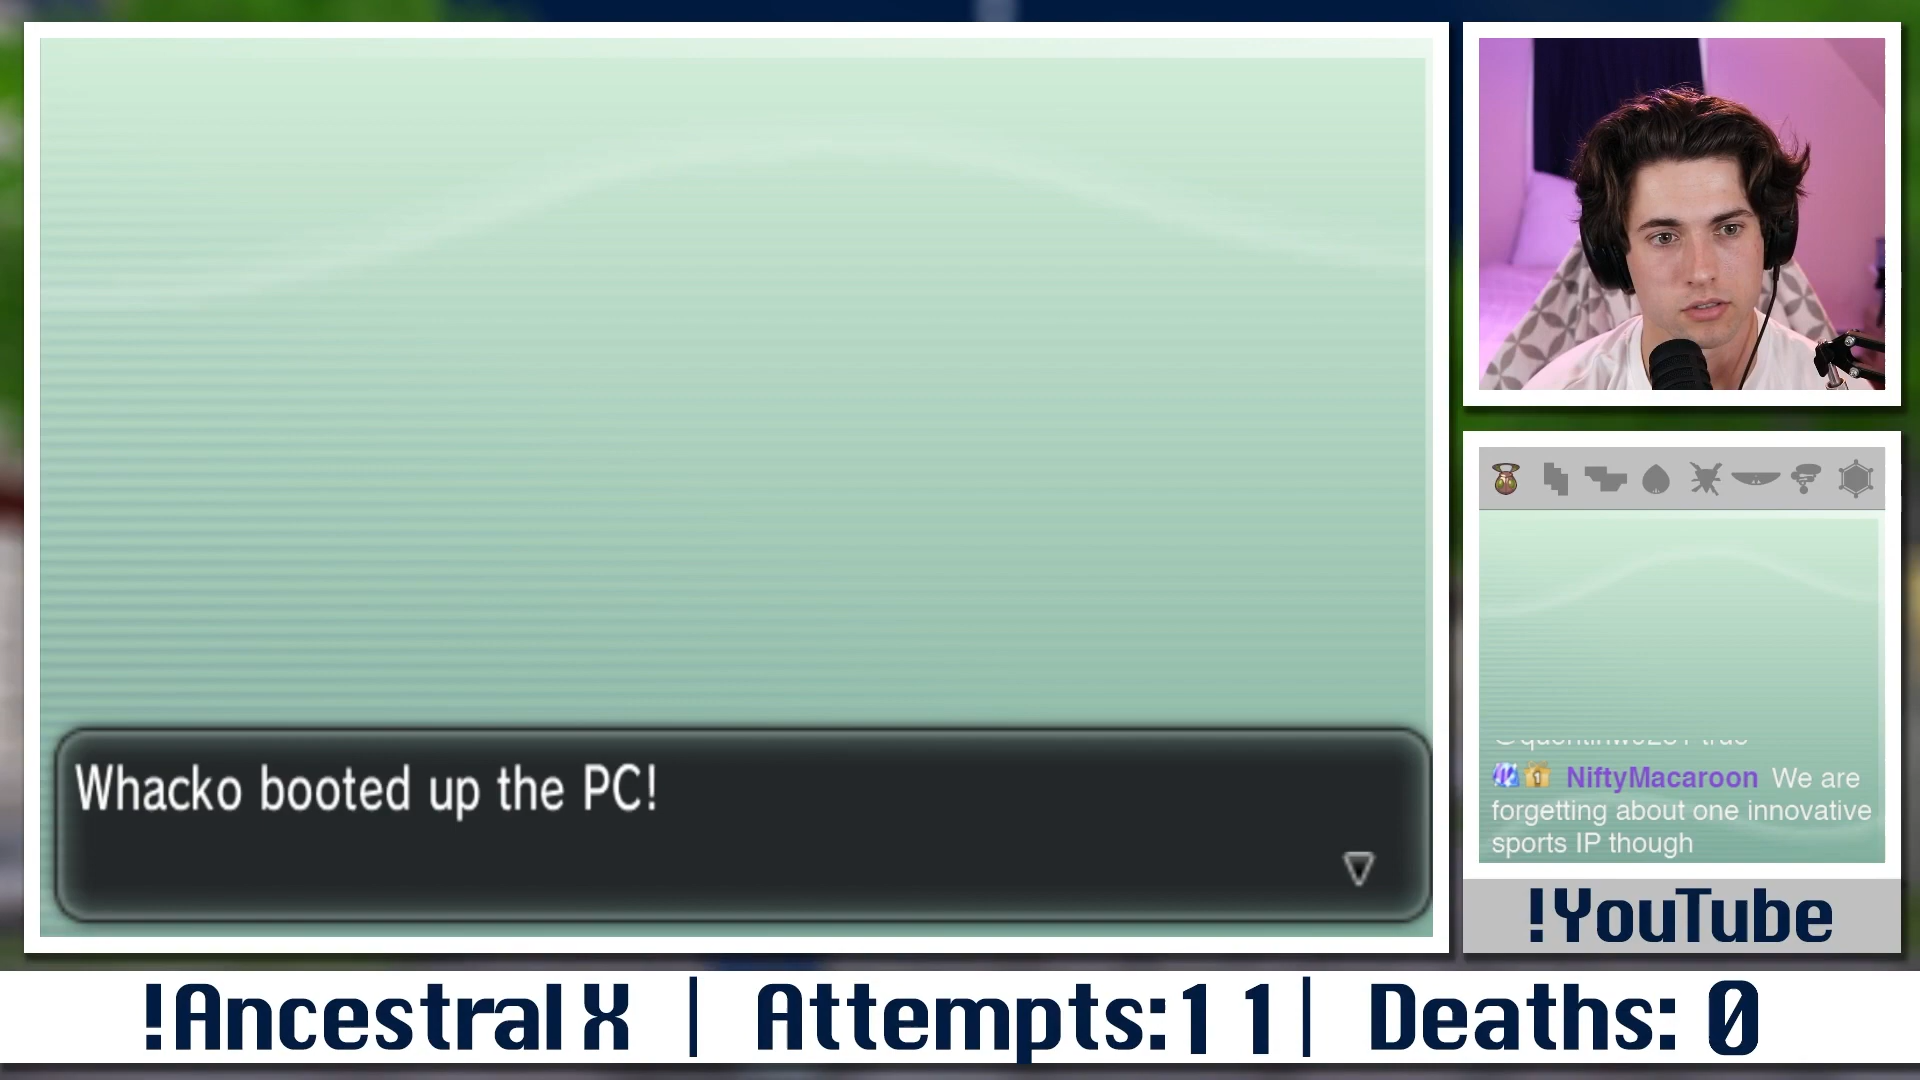 Whacko booted up the PC!
NiftyMacaroon We are
forgetting about one innovative
sports IP though
!YouTube
!Ancestral X | Attempts:11| Deaths: 0